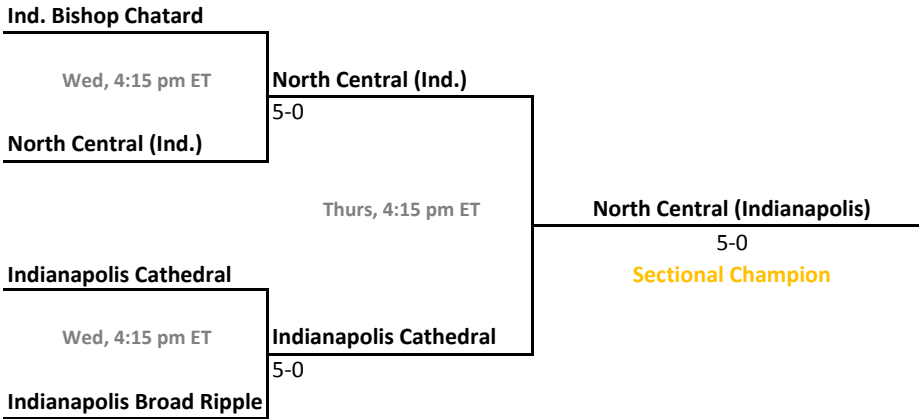 Ind. Bishop Chatard
Wed, 4:15 pm ET
North Central (Ind.)
5-0
North Central (Ind.)
Thurs, 4:15 pm ET
North Central (Indianapolis)
5-0
Sectional Champion
Indianapolis Cathedral
Wed, 4:15 pm ET
Indianapolis Cathedral
5-0
Indianapolis Broad Ripple